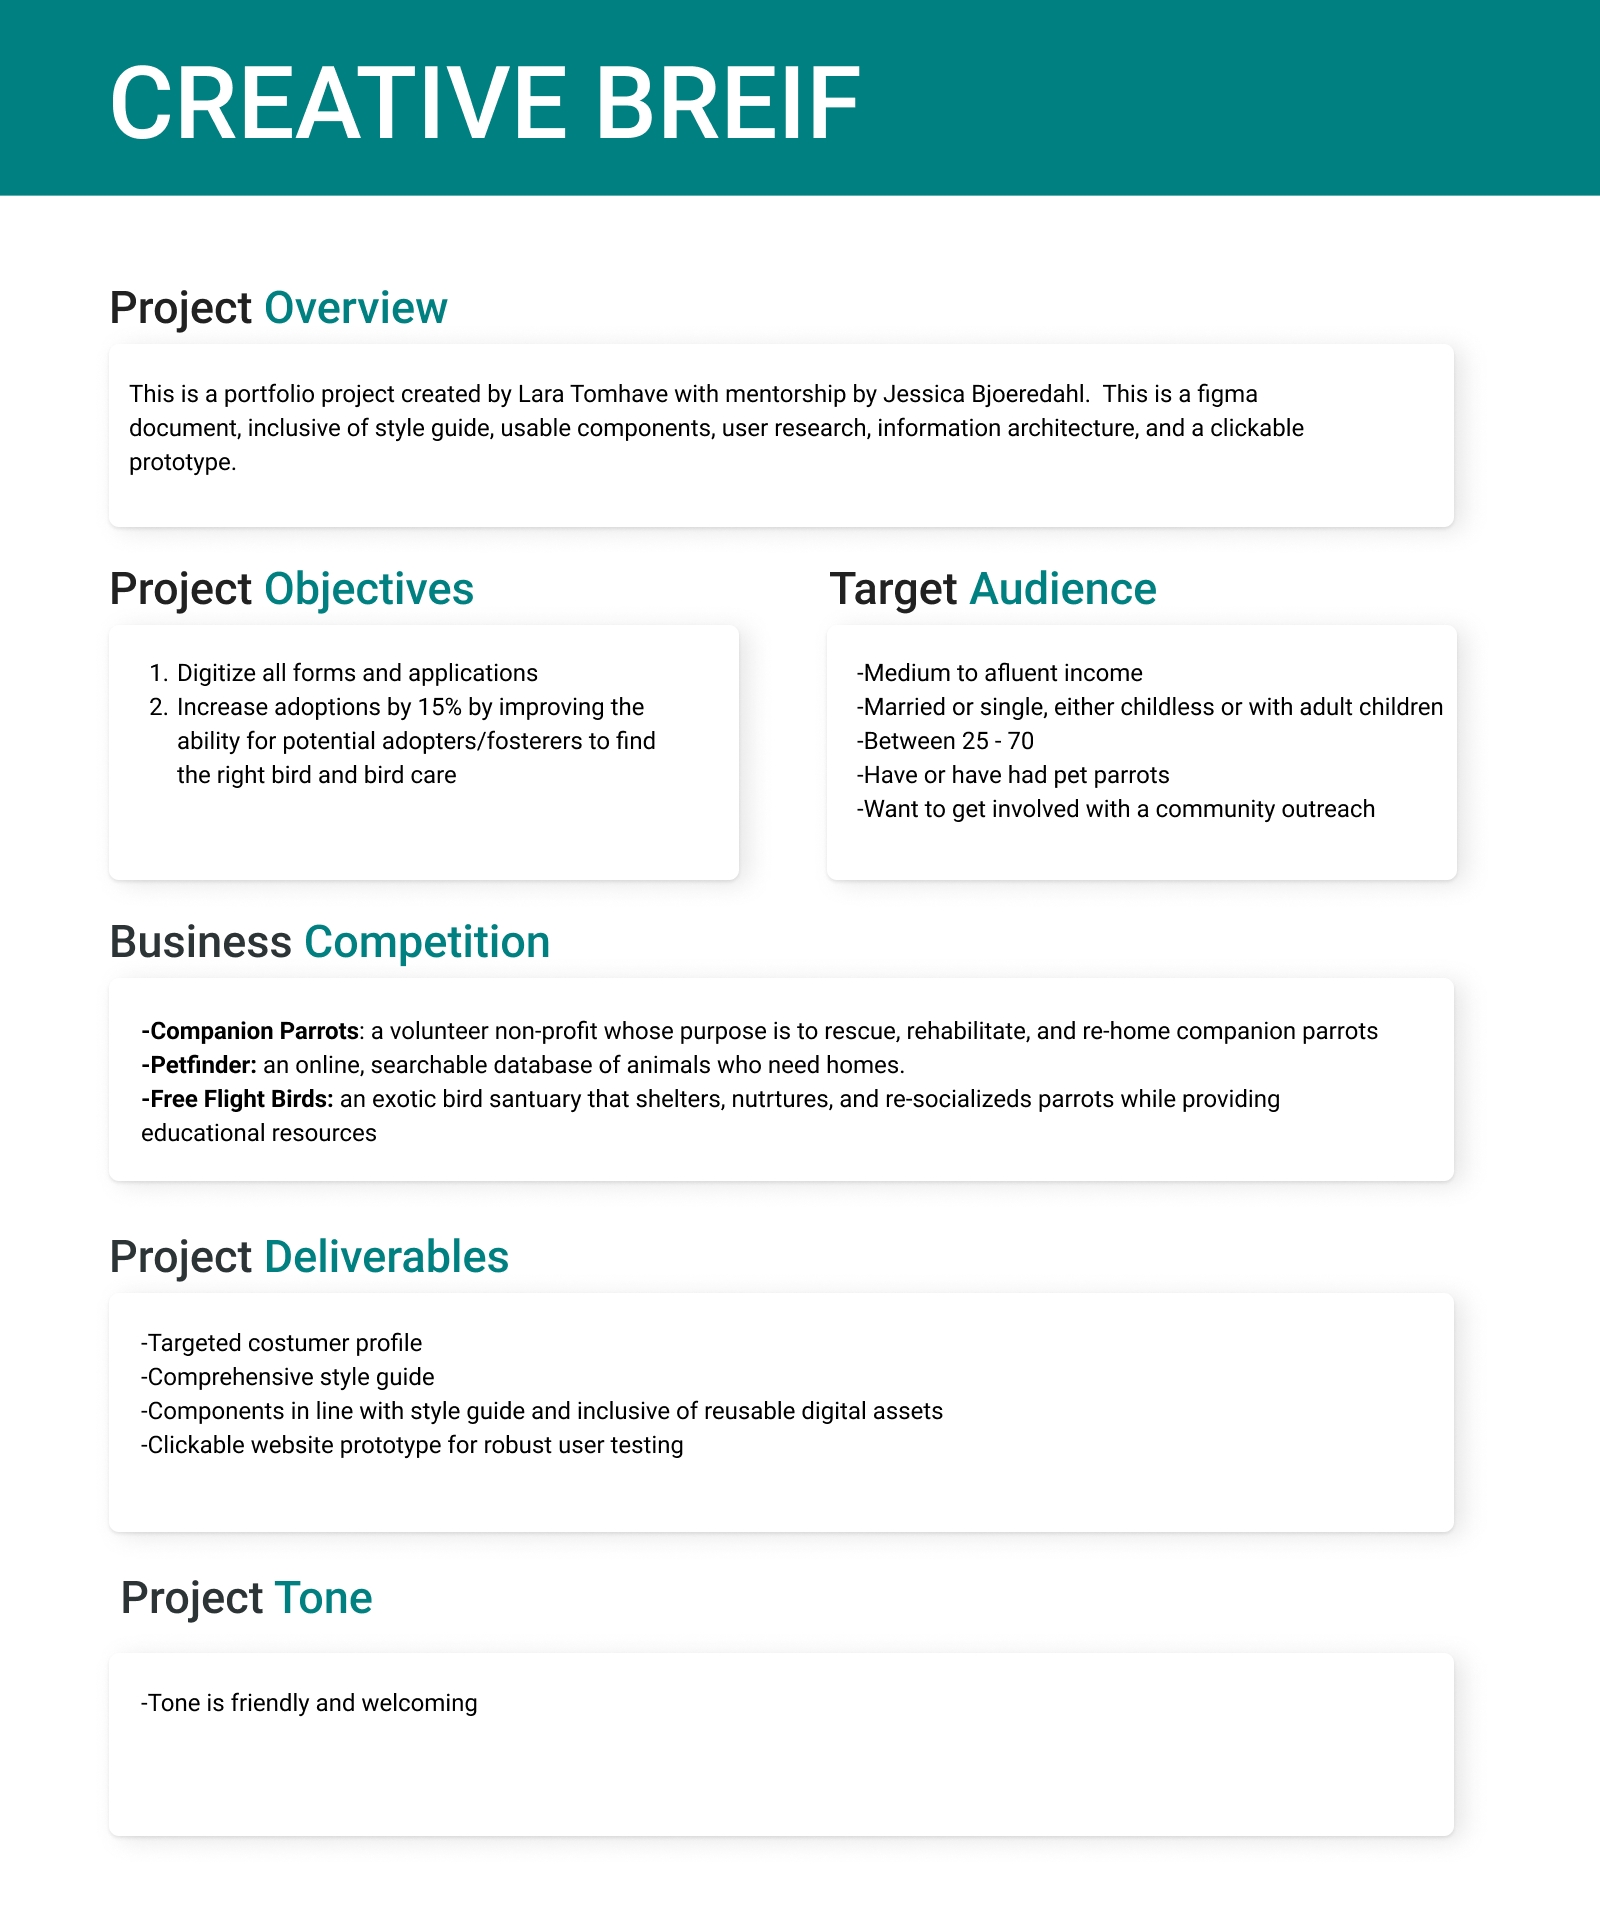 CREATIVE BREIF
Project Overview
This is a portfolio project created by Lara Tomhave with mentorship by Jessica Bjoeredahl.  This is a figma
document, inclusive of style guide, usable components, user research, information architecture, and a clickable
prototype.
Project Objectives
1. Digitize all forms and applications
2. Increase adoptions by 15% by improving the
ability for potential adopters/fosterers to find
the right bird and bird care
Target Audience
-Medium to afluent income
-Married or single, either childless or with adult children
-Between 25 - 70
-Have or have had pet parrots
-Want to get involved with a community outreach
Business Competition
-Companion Parrots: a volunteer non-profit whose purpose is to rescue, rehabilitate, and re-home companion parrots
-Petfinder: an online, searchable database of animals who need homes.
-Free Flight Birds: an exotic bird santuary that shelters, nutrtures, and re-socializeds parrots while providing
educational resources
Project Deliverables
-Targeted costumer profile
-Comprehensive style guide
-Components in line with style guide and inclusive of reusable digital assets
-Clickable website prototype for robust user testing
Project Tone
-Tone is friendly and welcoming